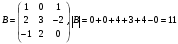 B = ( 1 0 1
2 3 -2
-1 2 0 ), |B| = 0+0+4+3+4-0=11